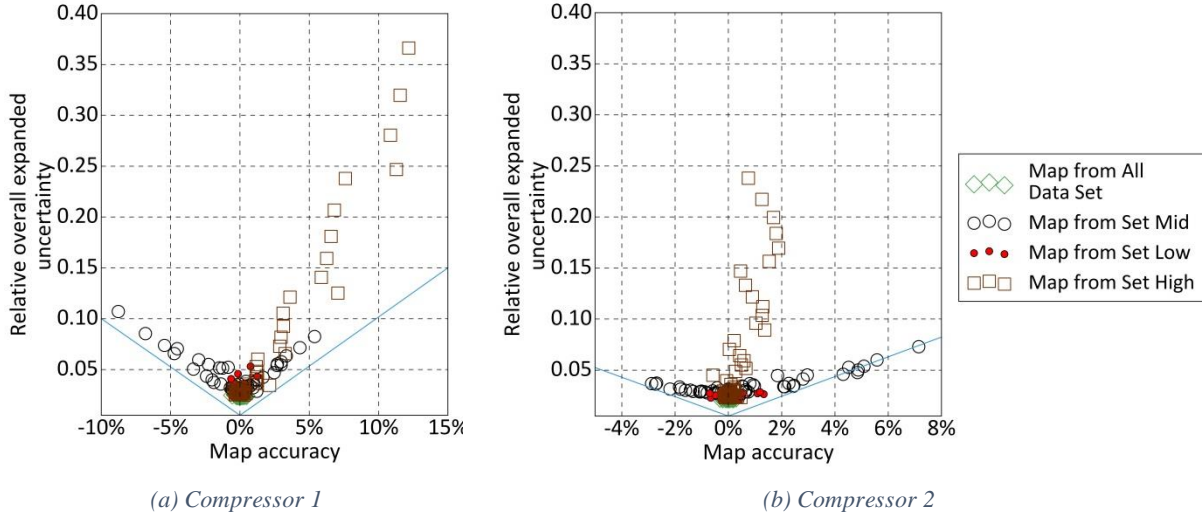 Relative overall expanded
uncertainty
0.40
0.35
0.30
0.25
0.20
0.15
0.10
0.05
-10% -5% 0% 5% 10% 15%
Map accuracy
(a) Compressor 1
Relative overall expanded
uncertainty
0.40
0.35
0.30
0.25
0.20
0.15
0.10
0.05
-4% -2% 0% 2% 4% 6% 8%
Map accuracy
(b) Compressor 2
Map from All
Data Set
Map from Set Mid
Map from Set Low
Map from Set High